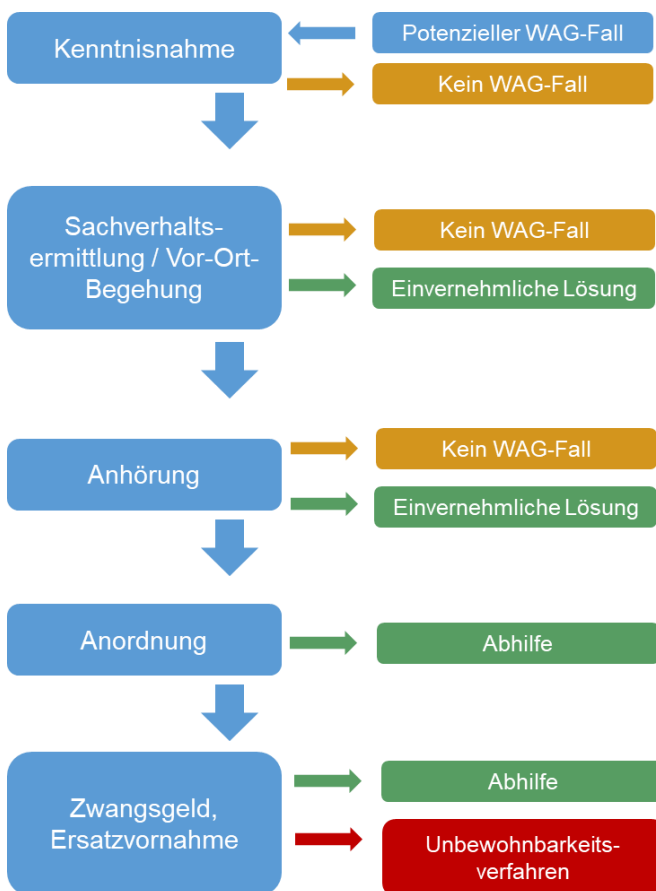 Kenntnisnahme
Potenzieller WAG-Fall
Kein WAG-Fall
Sachverhalts-
ermittlung / Vor-Ort-
Begehung
Kein WAG-Fall
Einvernehmliche Lösung
Anhörung
Kein WAG-Fall
Einvernehmliche Lösung
Anordnung
Abhilfe
Zwangsgeld,
Ersatzvornahme
Abhilfe
Unbewohnbarkeits-
verfahren